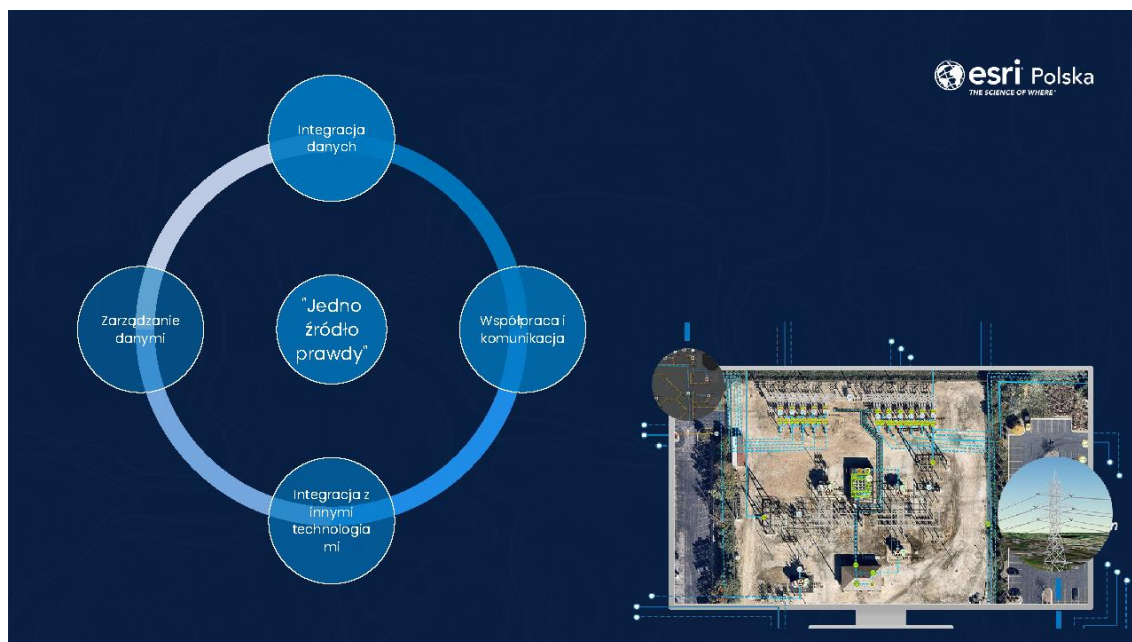 esri Polska
THE SCIENCE OF WHERE®
Integracja
danych
Zarządzanie
danymi
"Jedno
źródło
prawdy"
Współpraca i
komunikacja
Integracja z
innymi
technologia
mi